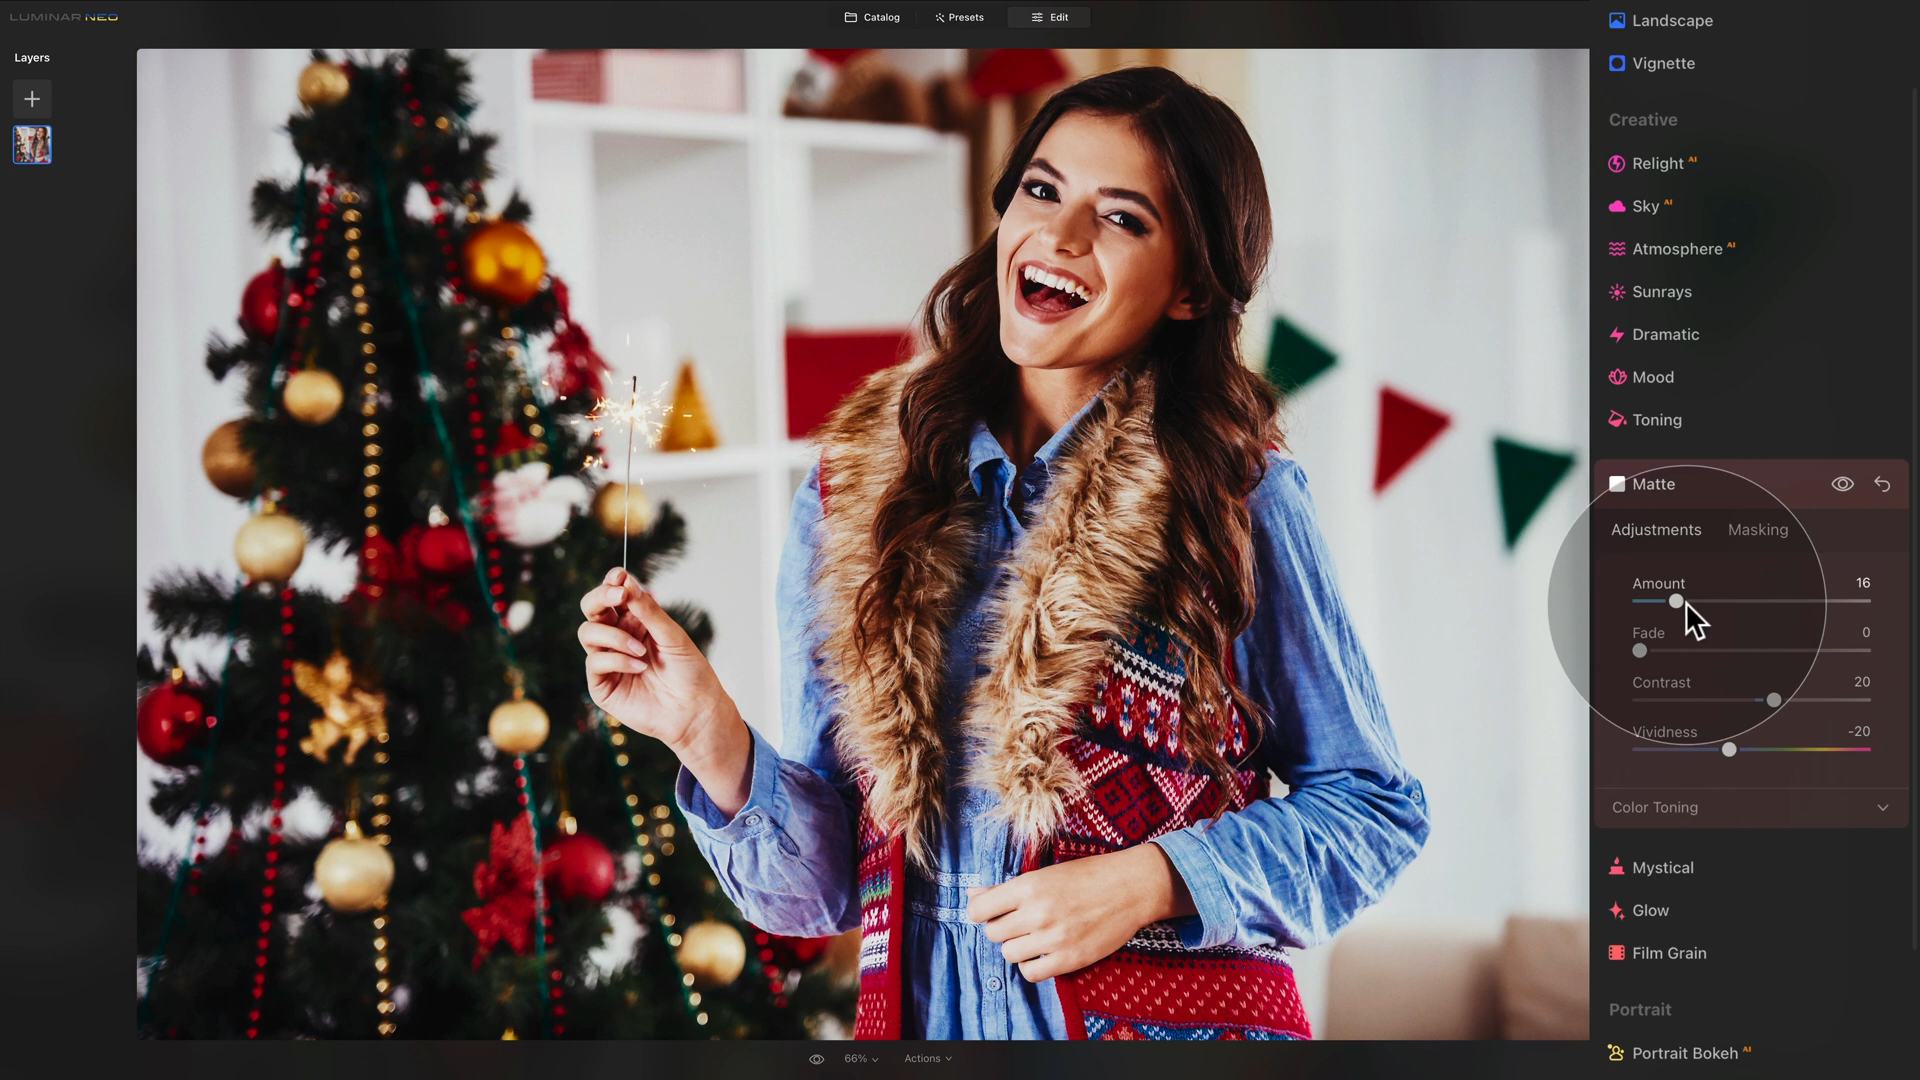 LUMINAR NEO
Catalog
Presets
Edit
Layers
Landscape
Vignette
Creative
Relight AI
Sky AI
Atmosphere AI
Sunrays
Dramatic
Mood
Toning
Matte
Adjustments
Masking
Amount
16
Fade
0
Contrast
20
Vividness
-20
Color Toning
Mystical
Glow
Film Grain
Portrait
Portrait Bokeh AI
66%
Actions